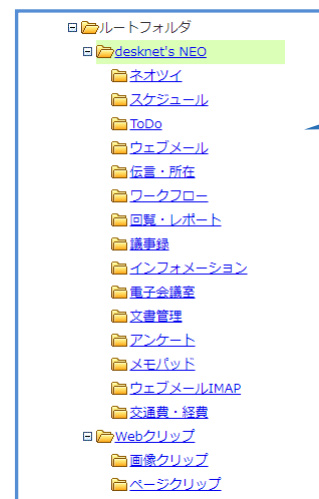 ルートフォルダ
desknet's NEO
ネオツイ
スケジュール
ToDo
ウェブメール
伝言・所在
ワークフロー
回覧・レポート
議事録
インフォメーション
電子会議室
文書管理
アンケート
メモパッド
ウェブメールIMAP
交通費・経費
Webクリップ
画像クリップ
ページクリップ